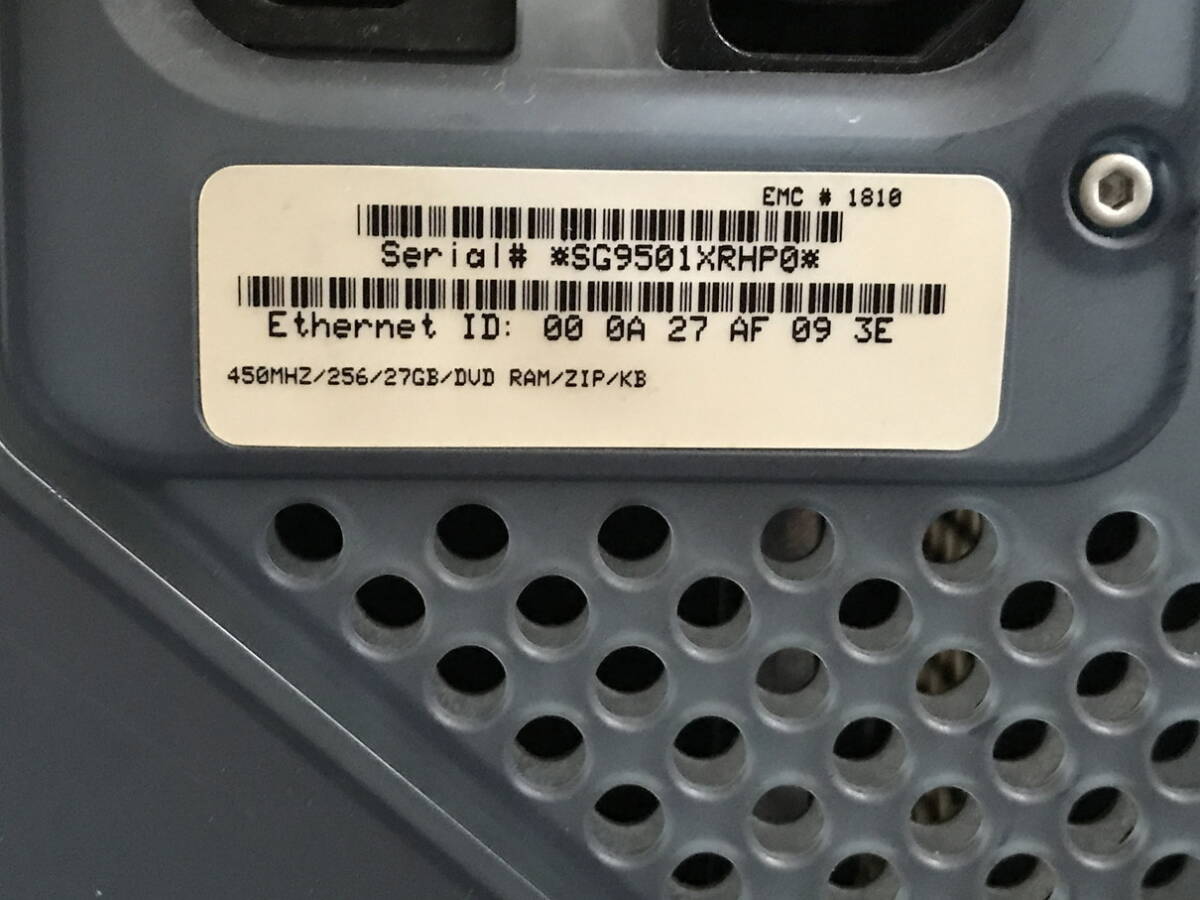 EMC # 1810
Serial# *SG9501XRHP0*
Ethernet ID: 00 0A 27 AF 09 3E
450MHZ/256/27GB/DVD RAM/ZIP/KB